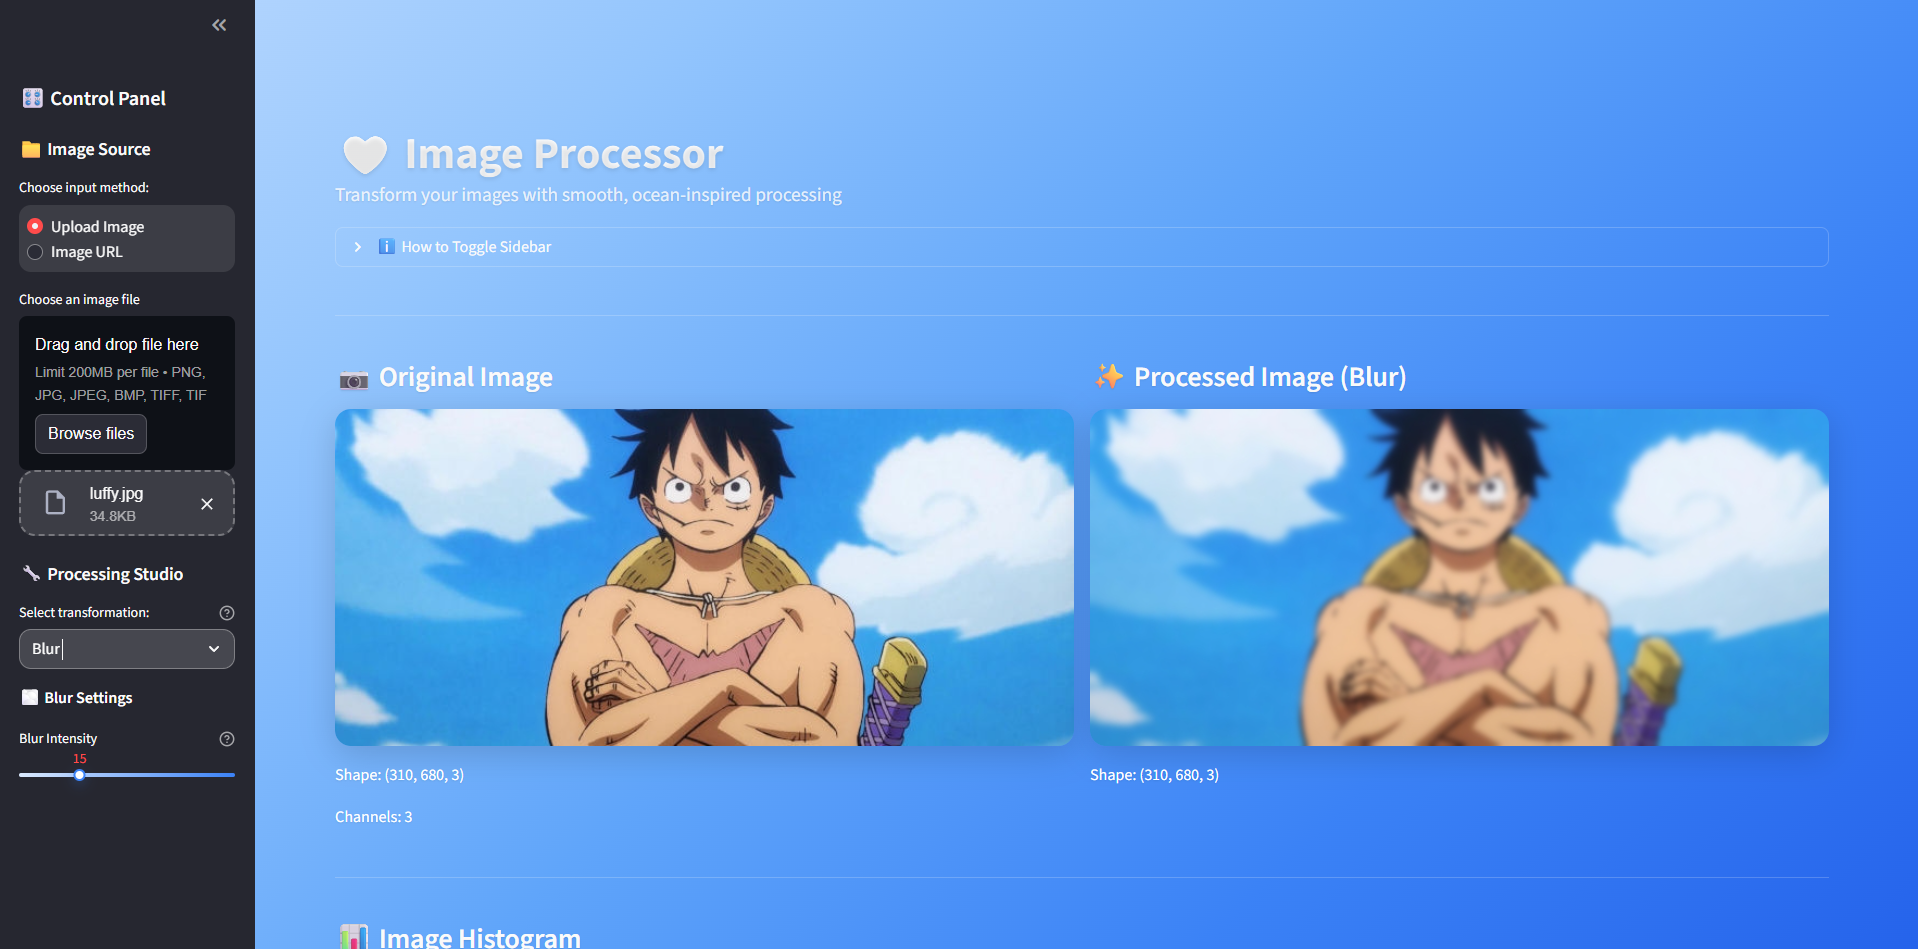 Control Panel
Image Source
Choose input method:
Upload Image
Image URL
Choose an image file
Drag and drop file here
Limit 200MB per file • PNG,
JPG, JPEG, BMP, TIFF, TIF
Browse files
luffy.jpg
34.8KB
Processing Studio
Select transformation:
Blur
Blur Settings
Blur Intensity
15
Image Processor
Transform your images with smooth, ocean-inspired processing
How to Toggle Sidebar
Original Image
Shape: (310, 680, 3)
Channels: 3
Processed Image (Blur)
Shape: (310, 680, 3)
Image Histogram